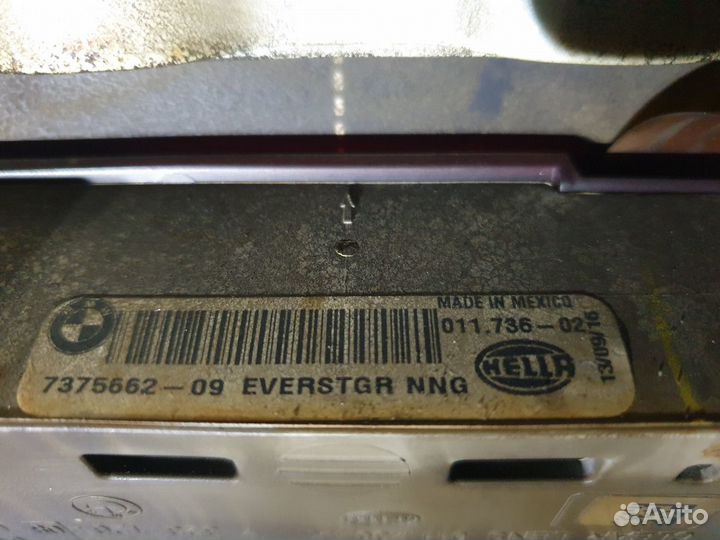 MADE IN MEXICO
011.736-02
13/09/16
7375662-09 EVERSTGR NNG
HELLA
Avito